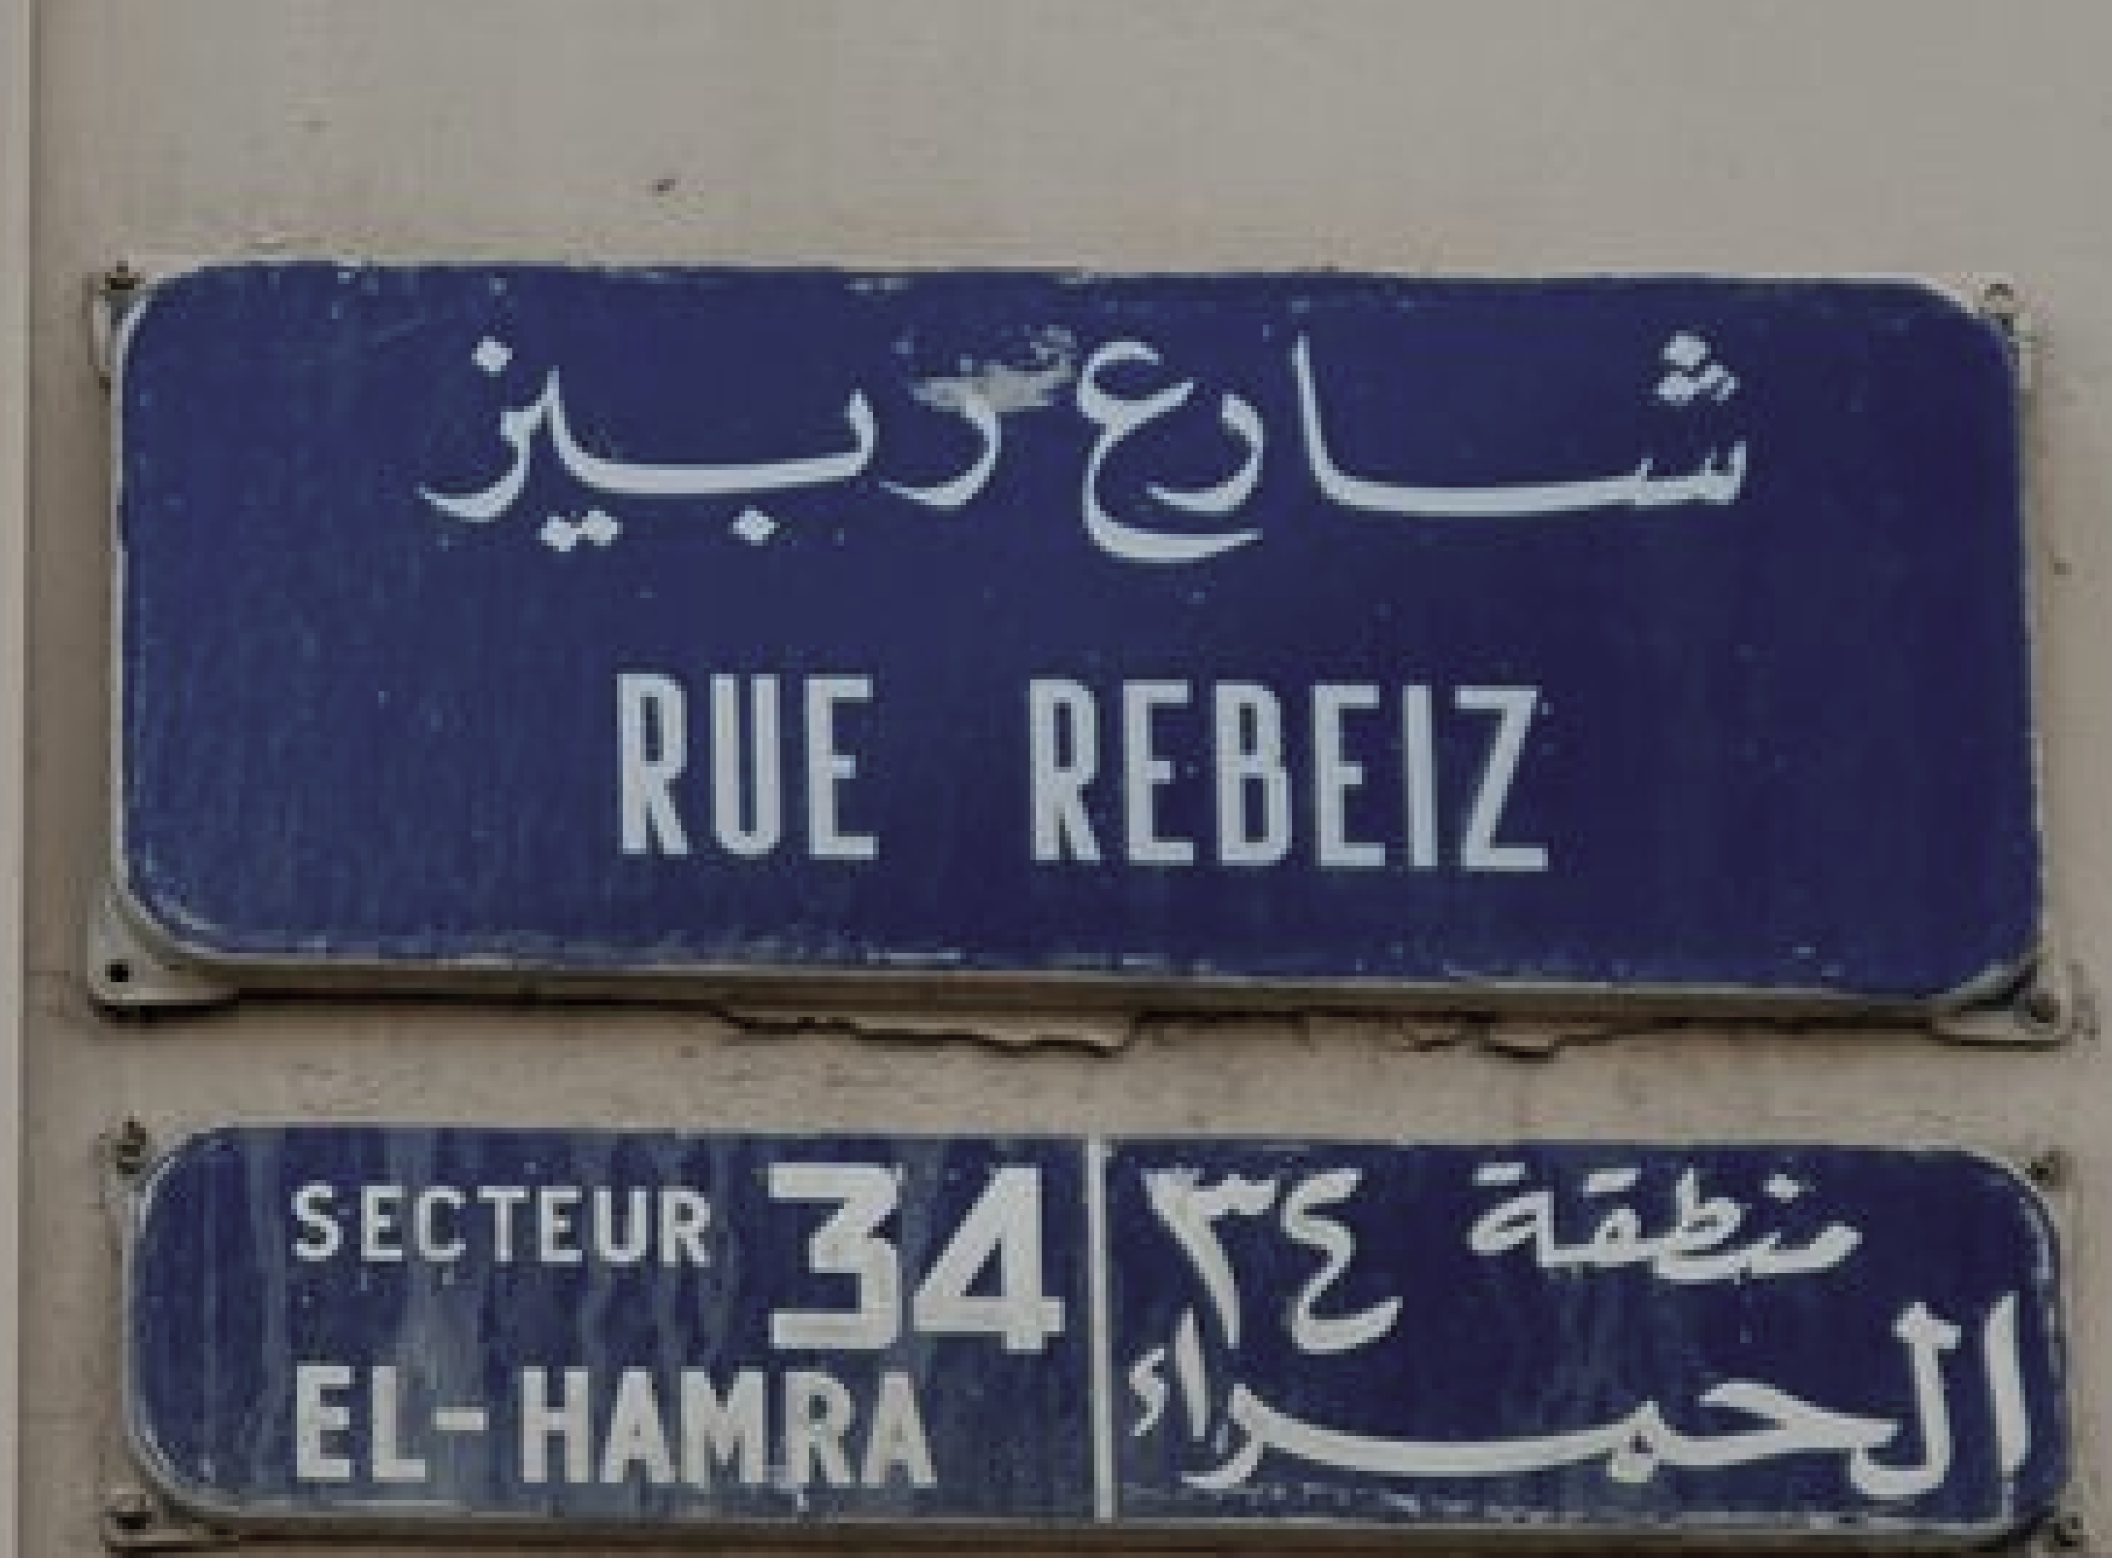 شارع ربيز
RUE REBEIZ
SECTEUR 34
EL-HAMRA
منطقة ٣٤
الحمراء